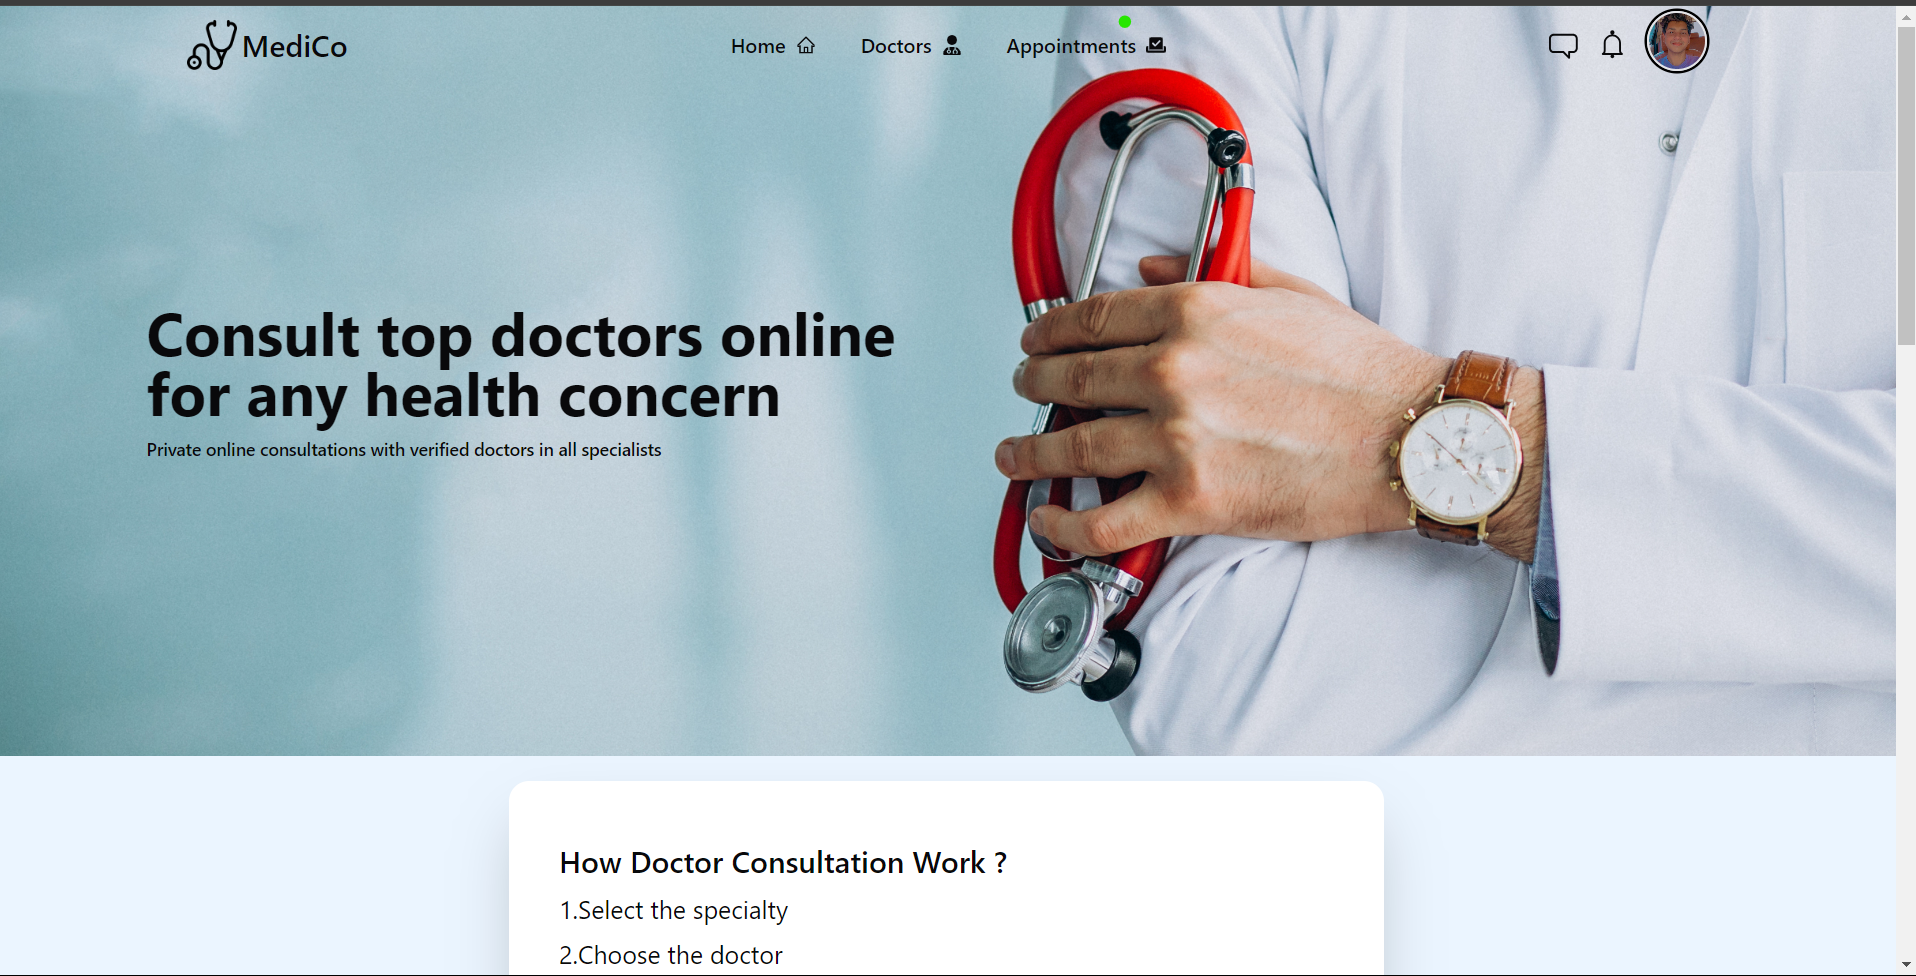 MediCo
Home
Doctors
Appointments
Consult top doctors online
for any health concern
Private online consultations with verified doctors in all specialists
How Doctor Consultation Work ?
1.Select the specialty
2.Choose the doctor